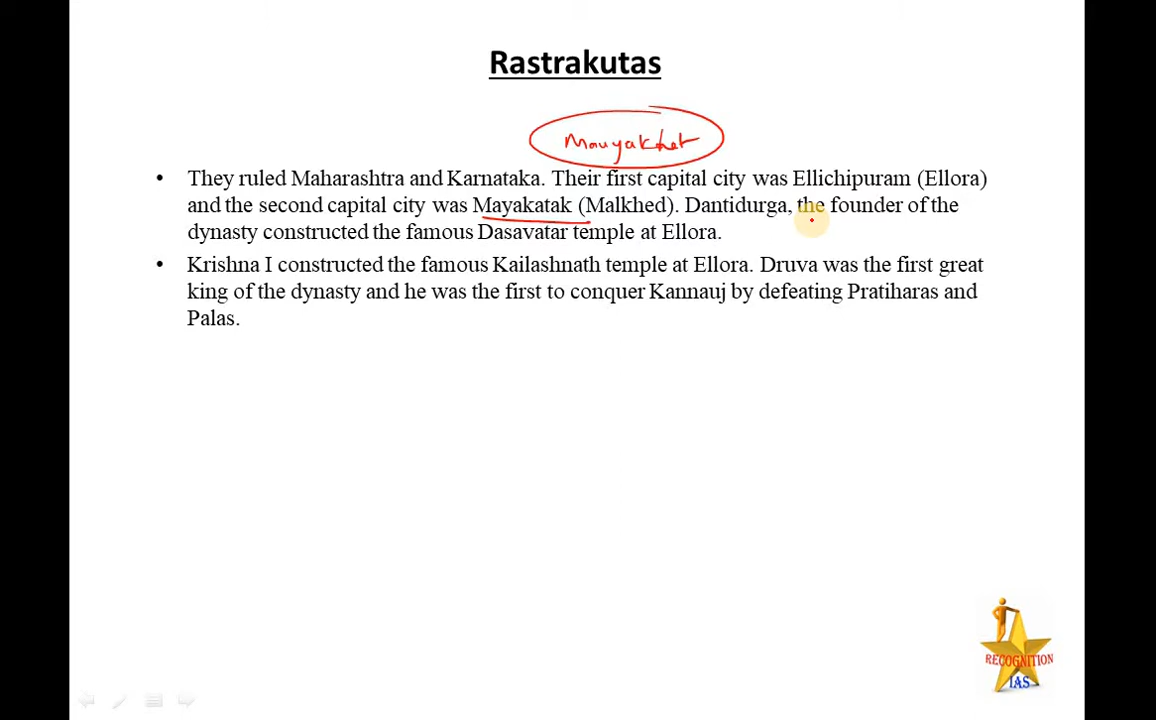 Rastrakutas
Mauyakhet
• They ruled Maharashtra and Karnataka. Their first capital city was Ellichipuram (Ellora)
and the second capital city was Mayakatak (Malkhed). Dantidurga, the founder of the
dynasty constructed the famous Dasavatar temple at Ellora.
• Krishna I constructed the famous Kailashnath temple at Ellora. Druva was the first great
king of the dynasty and he was the first to conquer Kannauj by defeating Pratiharas and
Palas.
RECOGNITION
IAS